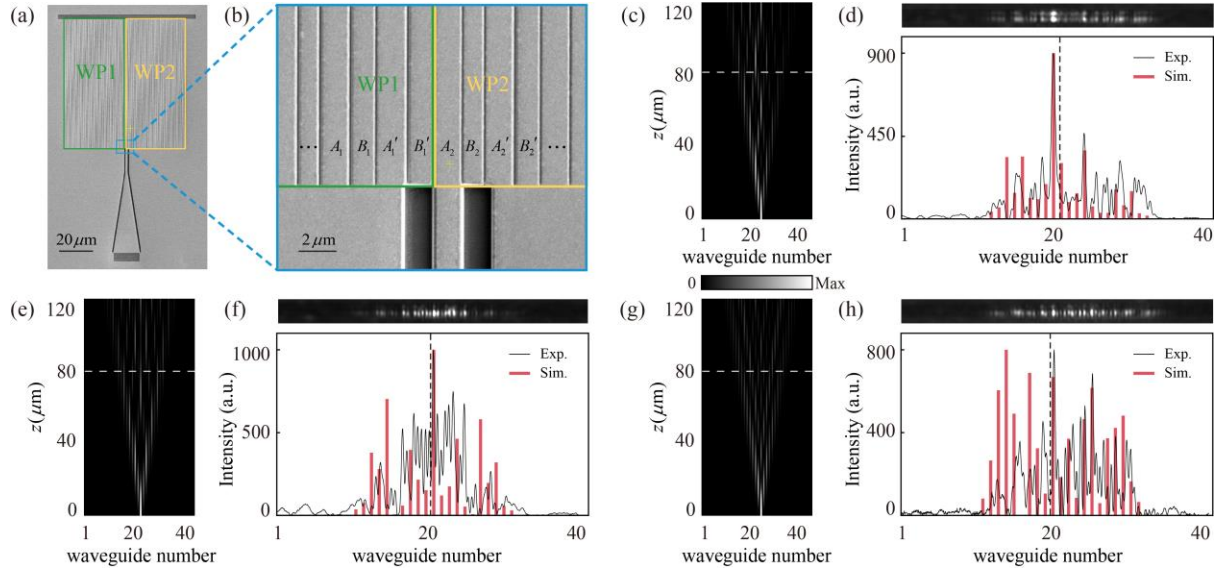 (a)
WP1
WP2
20 μm
(b)
WP1
WP2
··· A₁ B₁ A₁′ B₁′ A₂ B₂ A₂′ B₂′ ···
2 μm
(c)
z(μm)
120
80
40
0
1 20 40
waveguide number
0 Max
(d)
Intensity (a.u.)
900
450
0
Exp.
Sim.
1 20 40
waveguide number
(e)
z(μm)
120
80
40
0
1 20 40
waveguide number
(f)
Intensity (a.u.)
1000
500
0
Exp.
Sim.
1 20 40
waveguide number
(g)
z(μm)
120
80
40
0
1 20 40
waveguide number
(h)
Intensity (a.u.)
800
400
0
Exp.
Sim.
1 20 40
waveguide number